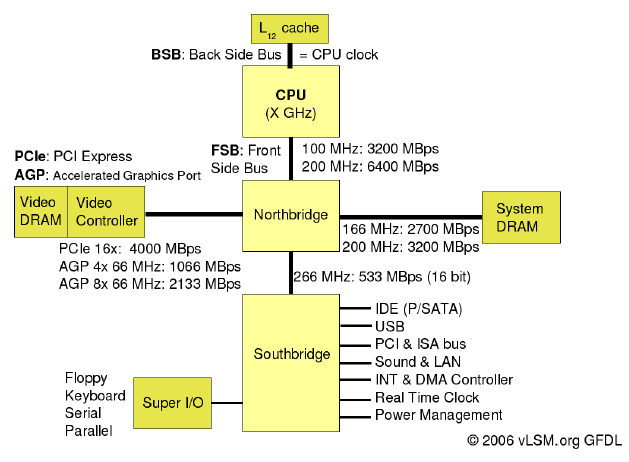 L12 cache
BSB: Back Side Bus = CPU clock
CPU
(X GHz)
FSB: Front
Side Bus
100 MHz: 3200 MBps
200 MHz: 6400 MBps
PCIe: PCI Express
AGP: Accelerated Graphics Port
Video
DRAM
Video
Controller
Northbridge
System
DRAM
166 MHz: 2700 MBps
200 MHz: 3200 MBps
PCIe 16x: 4000 MBps
AGP 4x 66 MHz: 1066 MBps
AGP 8x 66 MHz: 2133 MBps
266 MHz: 533 MBps (16 bit)
Southbridge
IDE (P/SATA)
USB
PCI & ISA bus
Sound & LAN
INT & DMA Controller
Real Time Clock
Power Management
Floppy
Keyboard
Serial
Parallel
Super I/O
© 2006 vLSM.org GFDL